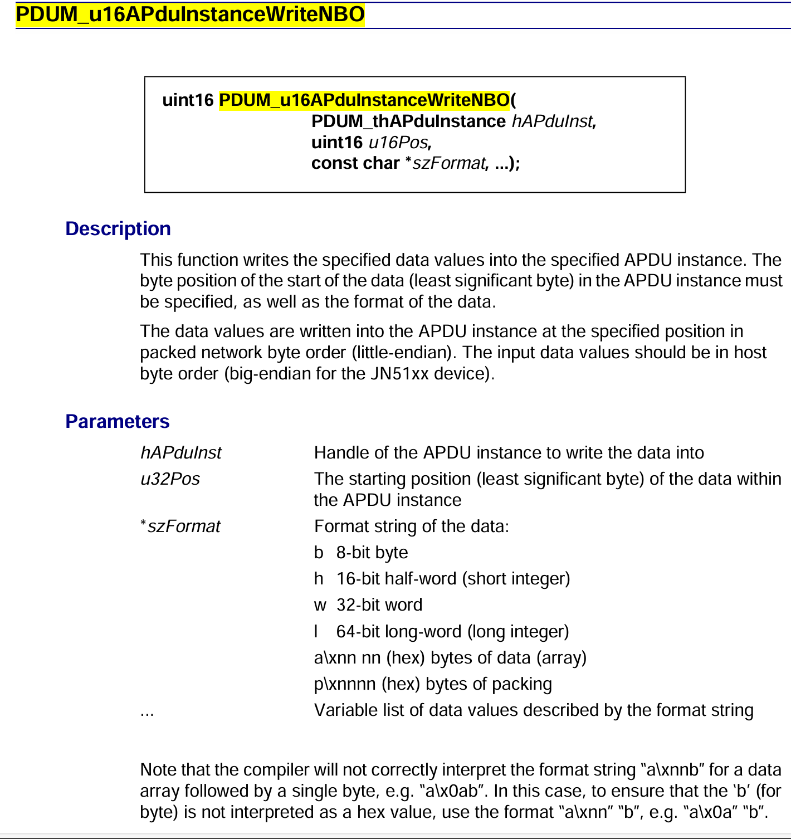 PDUM_u16APduInstanceWriteNBO
uint16 PDUM_u16APduInstanceWriteNBO(
PDUM_thAPduInstance hAPduInst,
uint16 u16Pos,
const char *szFormat, ...);
Description
This function writes the specified data values into the specified APDU instance. The
byte position of the start of the data (least significant byte) in the APDU instance must
be specified, as well as the format of the data.
The data values are written into the APDU instance at the specified position in
packed network byte order (little-endian). The input data values should be in host
byte order (big-endian for the JN51xx device).
Parameters
hAPduInst Handle of the APDU instance to write the data into
u32Pos The starting position (least significant byte) of the data within
the APDU instance
*szFormat Format string of the data:
b 8-bit byte
h 16-bit half-word (short integer)
w 32-bit word
l 64-bit long-word (long integer)
a\xnn nn (hex) bytes of data (array)
p\xnnnn (hex) bytes of packing
... Variable list of data values described by the format string
Note that the compiler will not correctly interpret the format string “a\xnnb” for a data
array followed by a single byte, e.g. “a\x0ab”. In this case, to ensure that the ‘b’ (for
byte) is not interpreted as a hex value, use the format “a\xnn” “b”, e.g. “a\x0a” “b”.